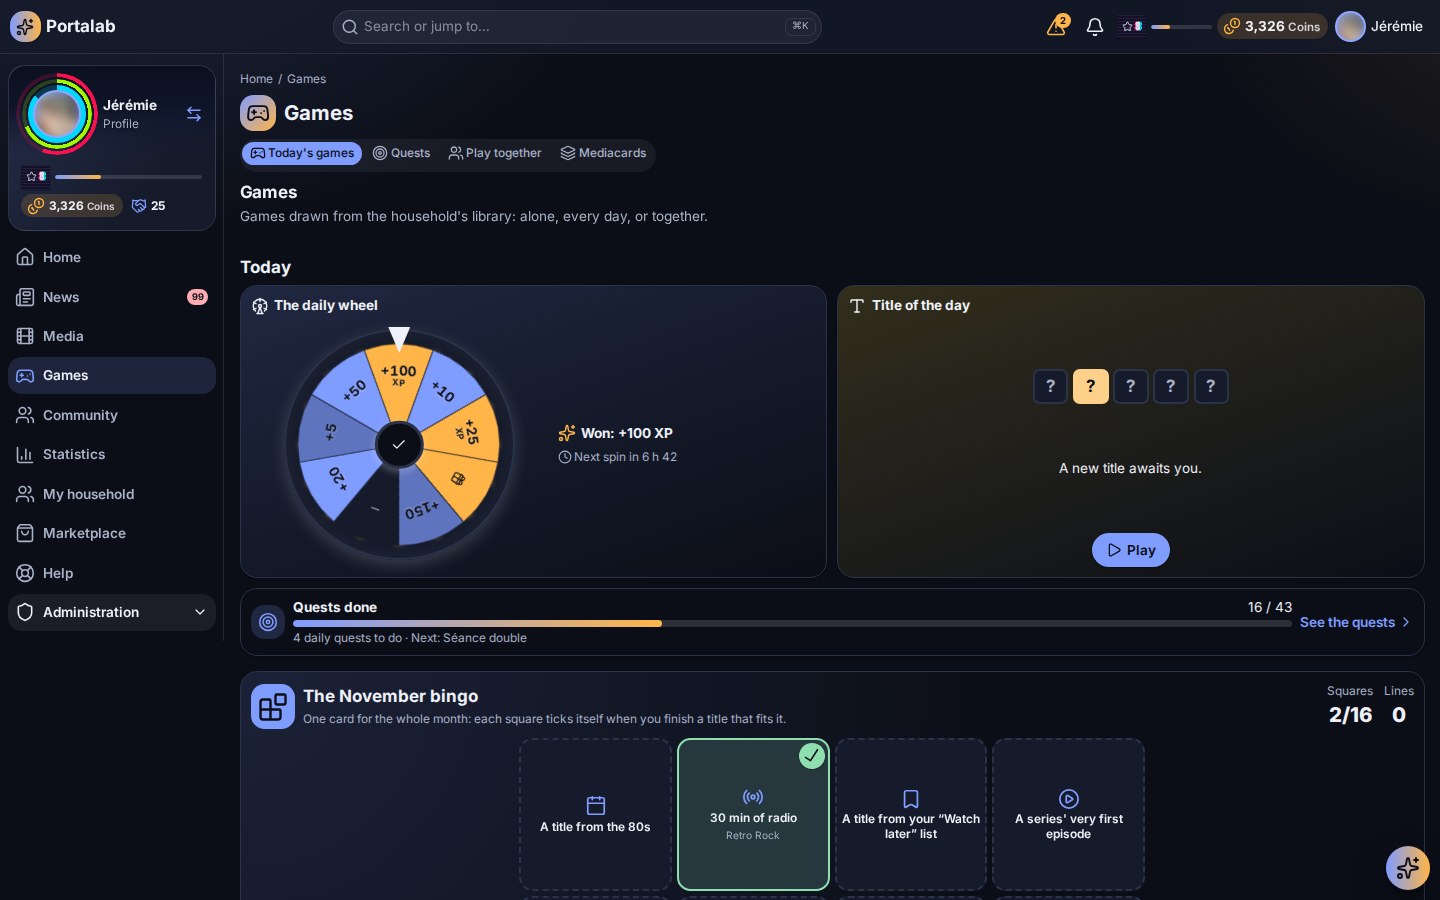 Portalab
Search or jump to...
⌘K
2
3,326 Coins
Jérémie
Jérémie
Profile
3,326 Coins
25
Home
News
99
Media
Games
Community
Statistics
My household
Marketplace
Help
Administration
Home / Games
Games
Today's games
Quests
Play together
Mediacards
Games
Games drawn from the household's library: alone, every day, or together.
Today
The daily wheel
+100
XP
+10
+25
XP
+150
–
+20
+5
+50
Won: +100 XP
Next spin in 6 h 42
Title of the day
? ? ? ? ?
A new title awaits you.
Play
Quests done
16 / 43
4 daily quests to do · Next: Séance double
See the quests
The November bingo
One card for the whole month: each square ticks itself when you finish a title that fits it.
Squares
2/16
Lines
0
A title from the 80s
30 min of radio
Retro Rock
A title from your “Watch
later” list
A series' very first
episode